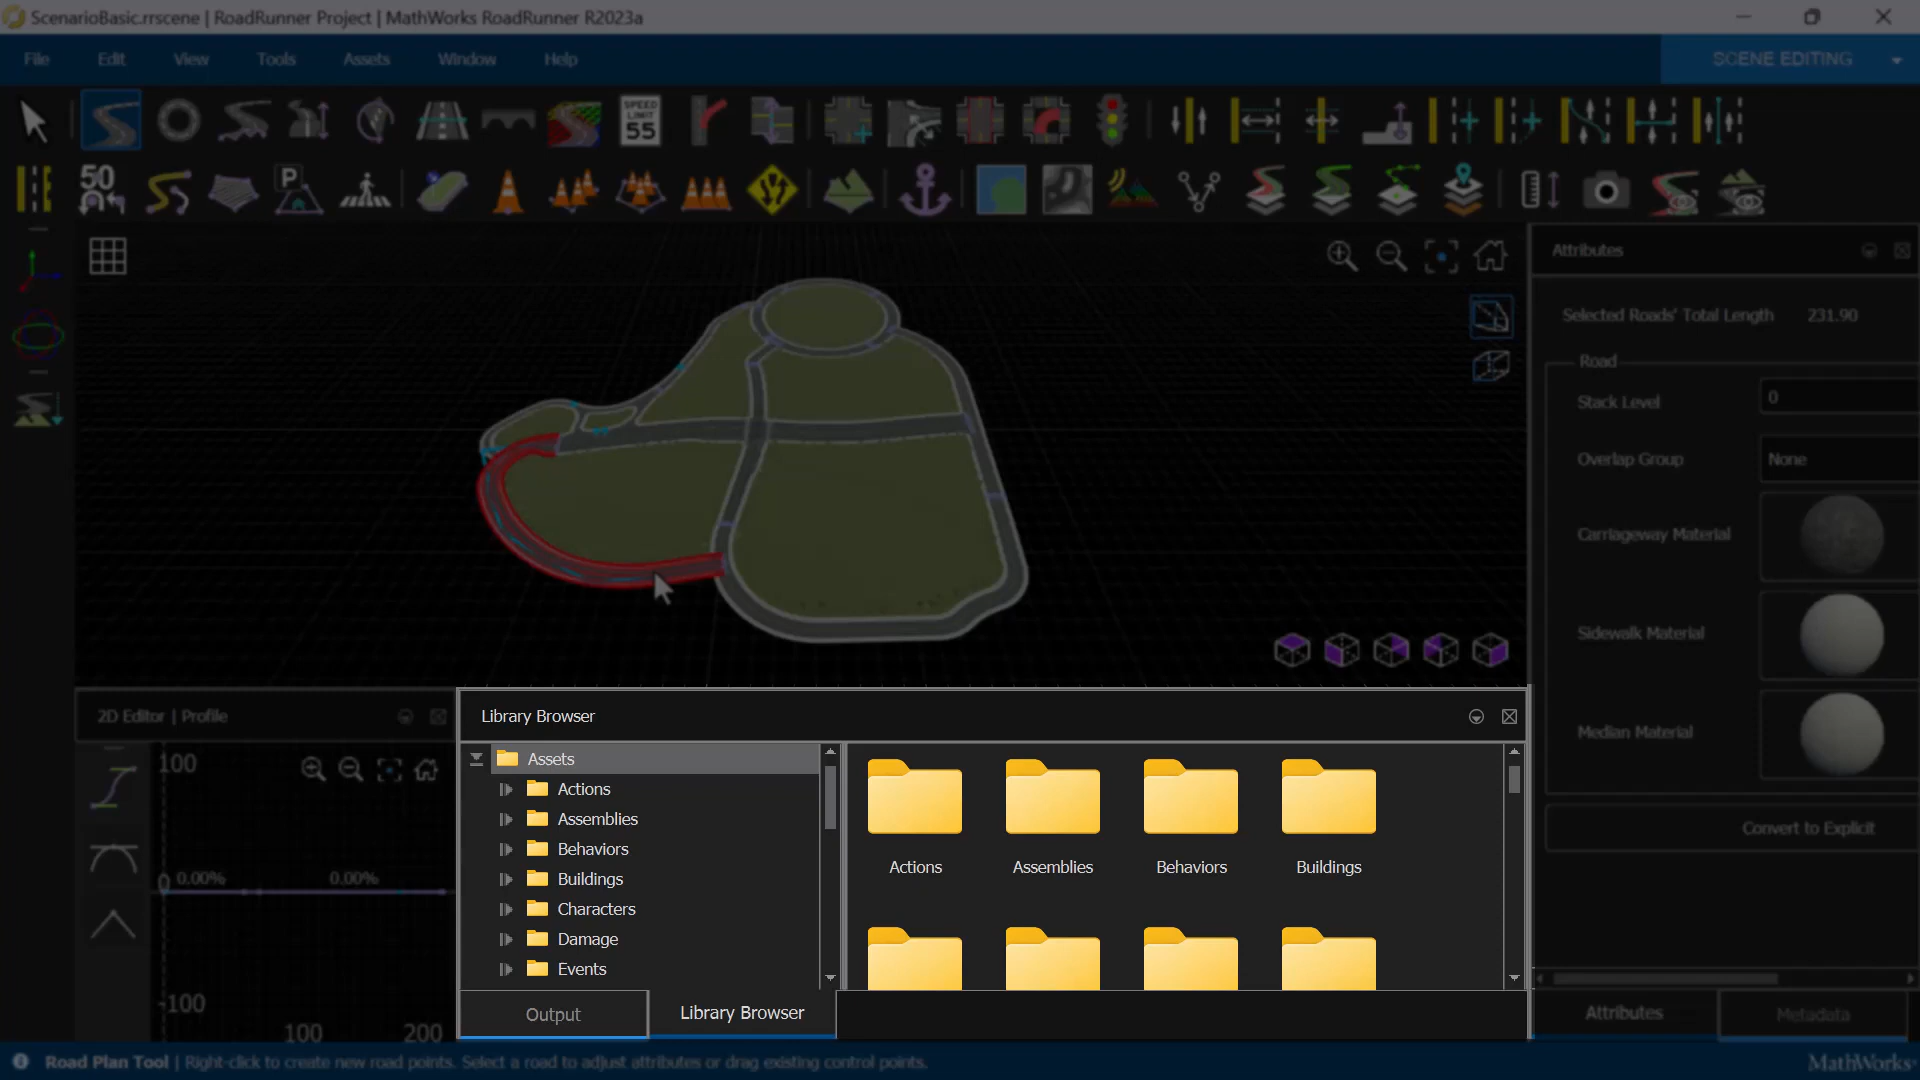 ScenarioBasic.rrscene | RoadRunner Project | MathWorks RoadRunner R2023a
File Edit View Tools Assets Window Help
SCENE EDITING
SPEED LIMIT 55
50
P
Attributes
Selected Roads' Total Length 231.90
Road
Stack Level 0
Overlap Group None
Carriageway Material
Sidewalk Material
Median Material
Convert to Explicit
2D Editor | Profile
100
0
0.00% 0.00%
-100
100 200
Library Browser
Assets
Actions
Assemblies
Behaviors
Buildings
Characters
Damage
Events
Actions Assemblies Behaviors Buildings
Output Library Browser
Attributes Metadata
Road Plan Tool | Right-click to create new road points. Select a road to adjust attributes or drag existing control points.
MathWorks